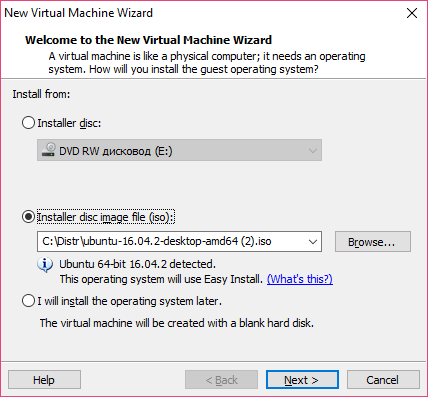 New Virtual Machine Wizard
Welcome to the New Virtual Machine Wizard
A virtual machine is like a physical computer; it needs an operating
system. How will you install the guest operating system?
Install from:
Installer disc:
DVD RW дисковод (E:)
Installer disc image file (iso):
C:\Distr\ubuntu-16.04.2-desktop-amd64 (2).iso
Browse...
Ubuntu 64-bit 16.04.2 detected.
This operating system will use Easy Install. (What's this?)
I will install the operating system later.
The virtual machine will be created with a blank hard disk.
Help
< Back
Next >
Cancel